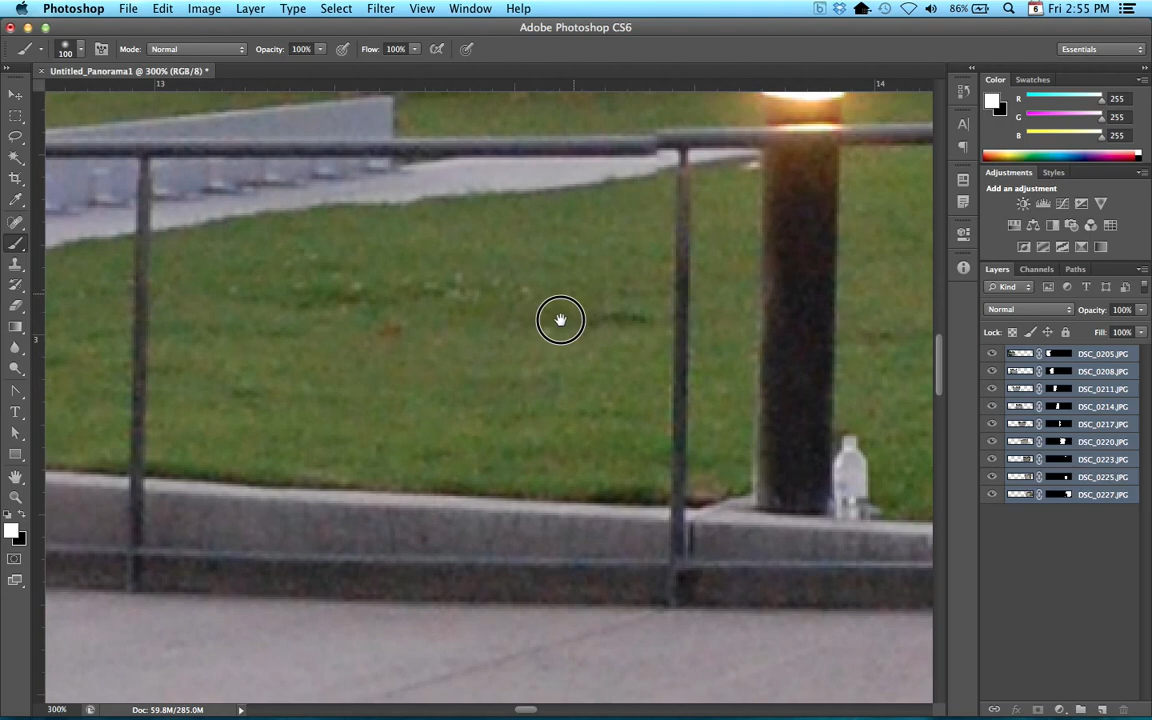 Photoshop File Edit Image Layer Type Select Filter View Window Help 86% 6 Fri 2:55 PM
Adobe Photoshop CS6
100 Mode: Normal Opacity: 100% Flow: 100% Essentials
× Untitled_Panorama1 @ 300% (RGB/8) *
13 14
3
Color Swatches
R 255
G 255
B 255
Adjustments Styles
Add an adjustment
Layers Channels Paths
Kind
Normal Opacity: 100%
Lock: Fill: 100%
DSC_0205.JPG
DSC_0208.JPG
DSC_0211.JPG
DSC_0214.JPG
DSC_0217.JPG
DSC_0220.JPG
DSC_0223.JPG
DSC_0225.JPG
DSC_0227.JPG
300% Doc: 59.8M/285.0M